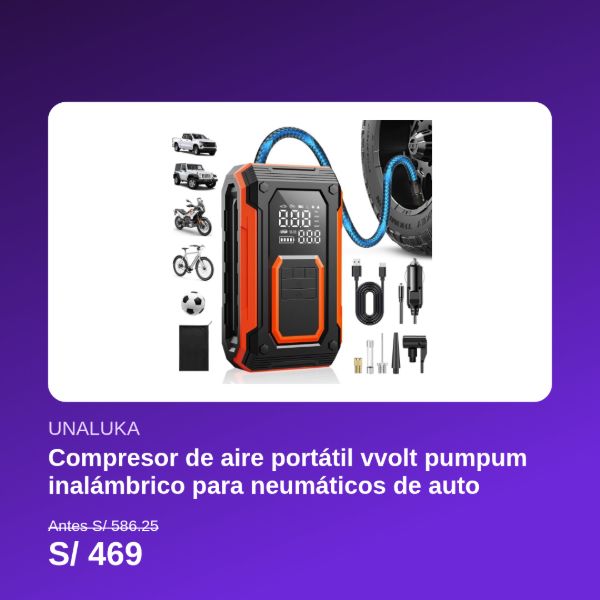 UNALUKA
Compresor de aire portátil vvolt pumpum
inalámbrico para neumáticos de auto
Antes S/ 586.25
S/ 469